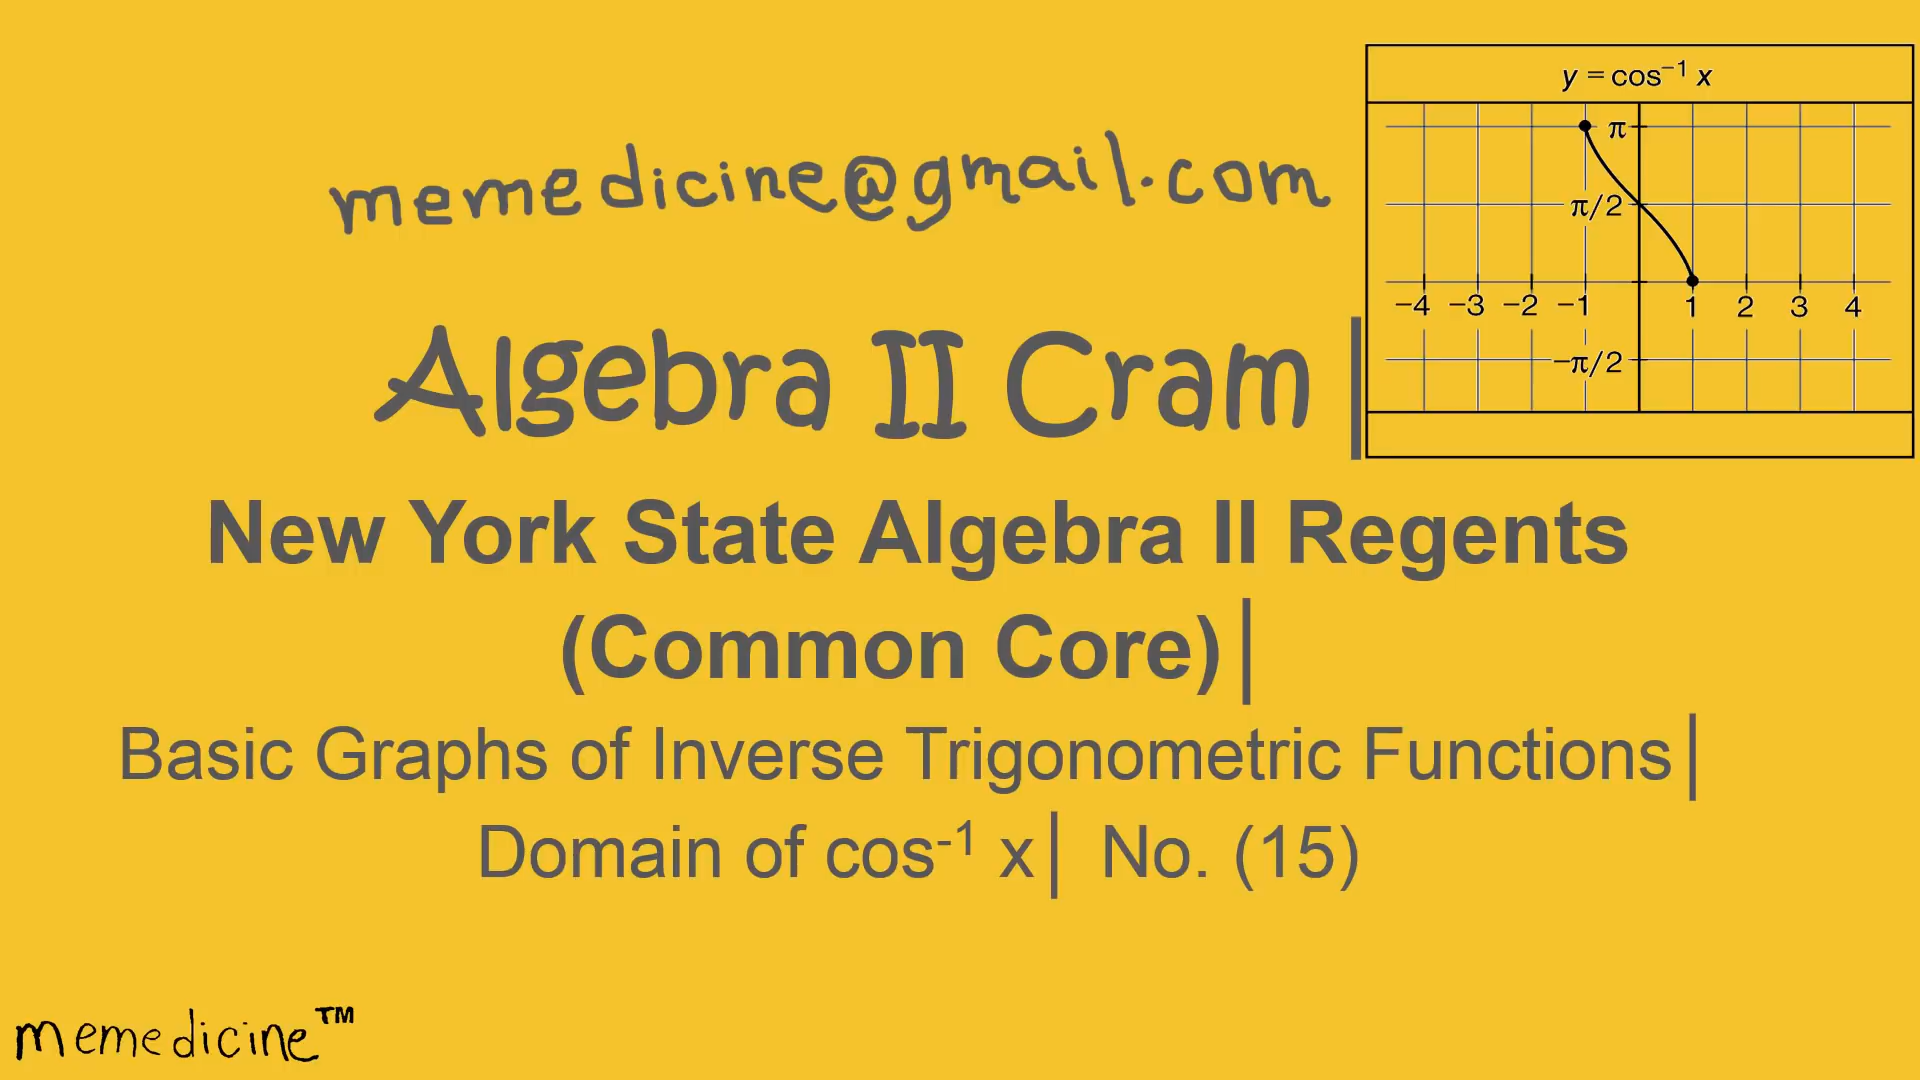 memedicine@gmail.com
Algebra II Cram|
New York State Algebra II Regents
(Common Core)|
Basic Graphs of Inverse Trigonometric Functions|
Domain of cos⁻¹ x| No. (15)
y = cos⁻¹ x
π
π/2
−4 −3 −2 −1 1 2 3 4
−π/2
memedicine™